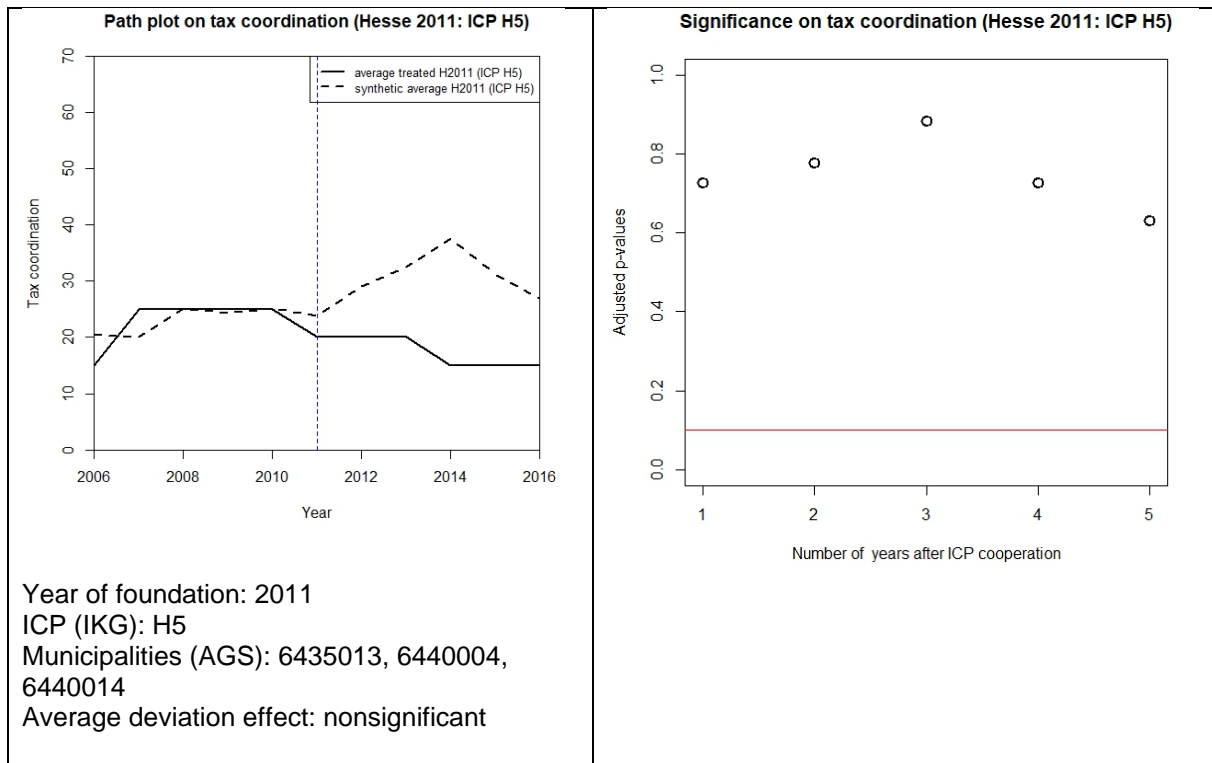 Path plot on tax coordination (Hesse 2011: ICP H5)
average treated H2011 (ICP H5)
synthetic average H2011 (ICP H5)
Tax coordination
70
60
50
40
30
20
10
0
2006 2008 2010 2012 2014 2016
Year
Year of foundation: 2011
ICP (IKG): H5
Municipalities (AGS): 6435013, 6440004,
6440014
Average deviation effect: nonsignificant
Significance on tax coordination (Hesse 2011: ICP H5)
Adjusted p-values
1.0
0.8
0.6
0.4
0.2
0.0
1 2 3 4 5
Number of years after ICP cooperation